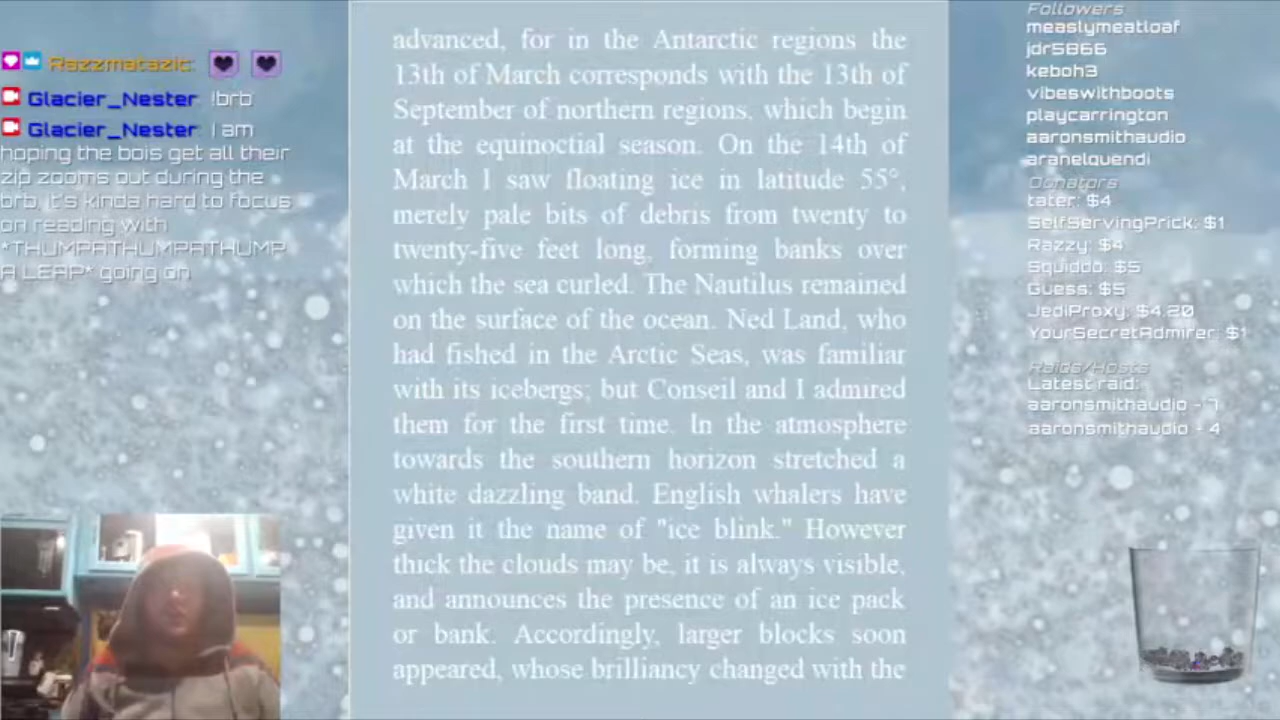 Razzmatazit:
Glacier_Nester: !brb
Glacier_Nester: I am
hoping the bois get all their
zip zooms out during the
brb, it's kinda hard to focus
on reading with
*THUMPATHUMPATHUMP
A LEAP* going on
advanced, for in the Antarctic regions the
13th of March corresponds with the 13th of
September of northern regions, which begin
at the equinoctial season. On the 14th of
March I saw floating ice in latitude 55°,
merely pale bits of debris from twenty to
twenty-five feet long, forming banks over
which the sea curled. The Nautilus remained
on the surface of the ocean. Ned Land, who
had fished in the Arctic Seas, was familiar
with its icebergs; but Conseil and I admired
them for the first time. In the atmosphere
towards the southern horizon stretched a
white dazzling band. English whalers have
given it the name of "ice blink." However
thick the clouds may be, it is always visible,
and announces the presence of an ice pack
or bank. Accordingly, larger blocks soon
appeared, whose brilliancy changed with the
Followers
measlymeatloaf
jdr5866
keboh3
vibeswithboots
playcarrington
aaronsmithaudio
aranelquendi
Donators
tater: $4
SelfServingPrick: $1
Razzy: $4
Squiddo: $5
Guess: $5
JediProxy: $4.20
YourSecretAdmirer: $1
Raids/Hosts
Latest raid:
aaronsmithaudio - 7
aaronsmithaudio - 4